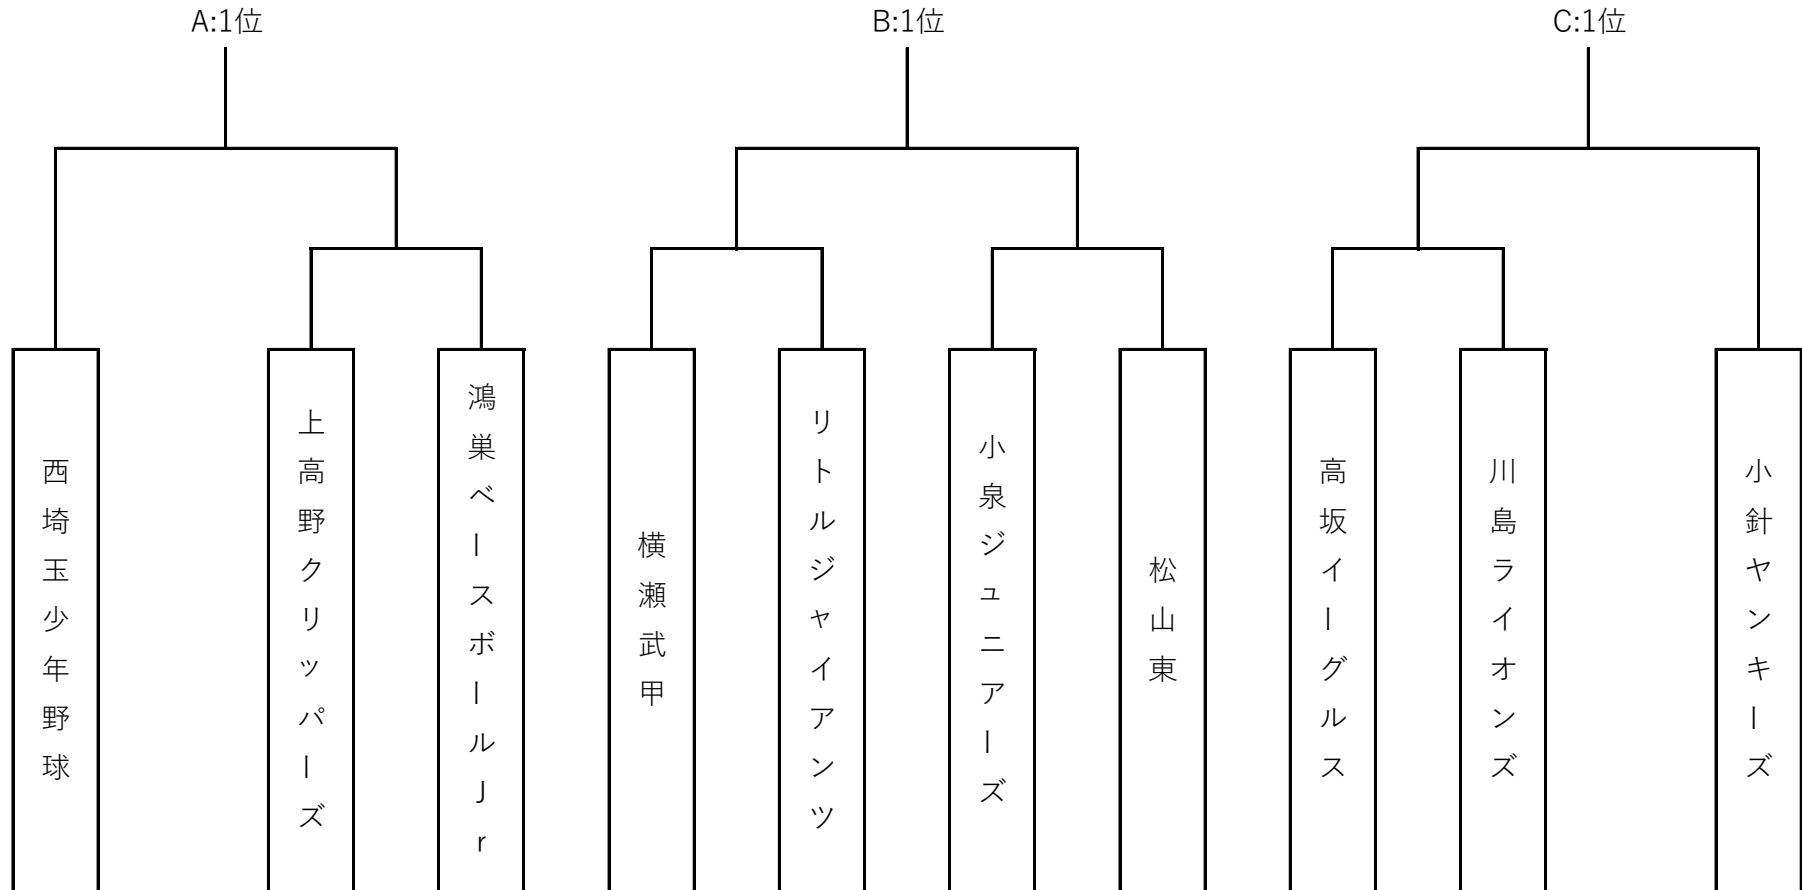 A:1位
B:1位
C:1位
西埼玉少年野球
上高野クリッパーズ
鴻巣ベースボールJr
横瀬武甲
リトルジャイアンツ
小泉ジュニアーズ
松山東
高坂イーグルス
川島ライオンズ
小針ヤンキーズ